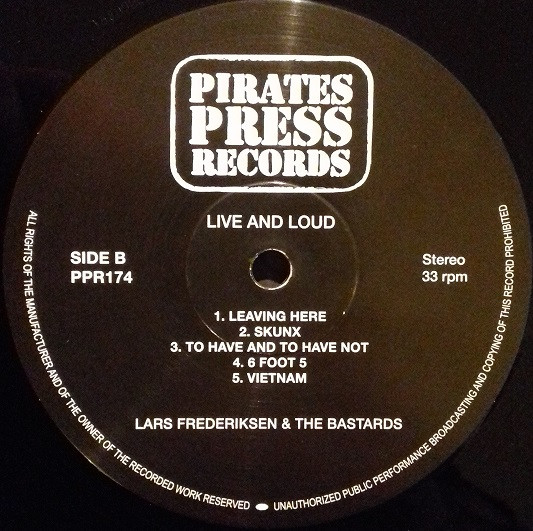 PIRATES
PRESS
RECORDS
LIVE AND LOUD
SIDE B
PPR174
Stereo
33 rpm
1. LEAVING HERE
2. SKUNX
3. TO HAVE AND TO HAVE NOT
4. 6 FOOT 5
5. VIETNAM
LARS FREDERIKSEN & THE BASTARDS
ALL RIGHTS OF THE MANUFACTURER AND OF THE OWNER OF THE RECORDED WORK RESERVED
UNAUTHORIZED PUBLIC PERFORMANCE BROADCASTING AND COPYING OF THIS RECORD PROHIBITED